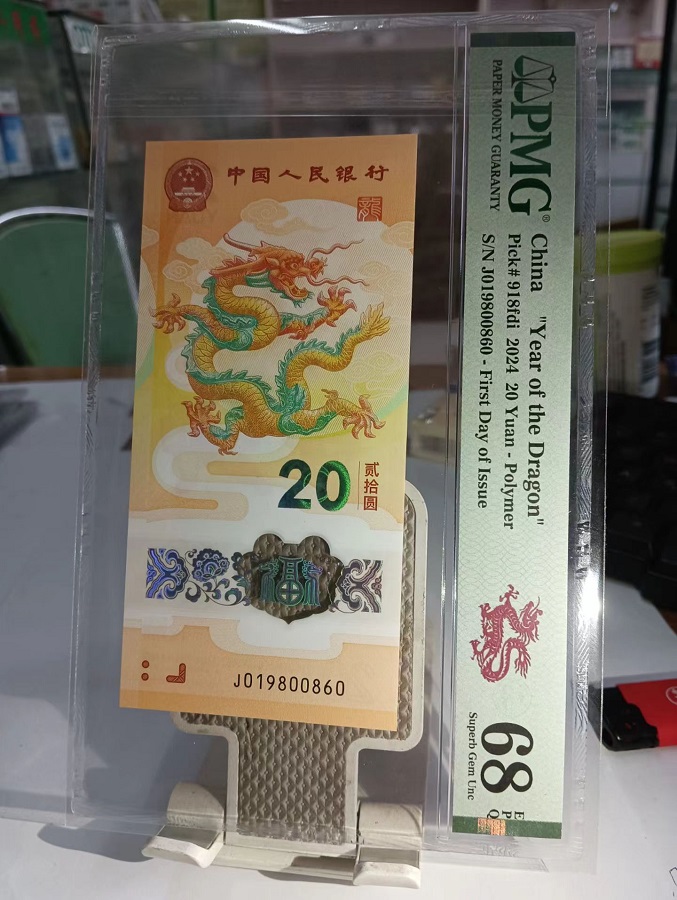 中国人民银行
龍
20
贰拾圆
J019800860
PMG®
PAPER MONEY GUARANTY
China "Year of the Dragon"
Pick# 918fdi 2024 20 Yuan - Polymer
S/N J019800860 - First Day of Issue
68
Superb Gem Unc
E
P
Q